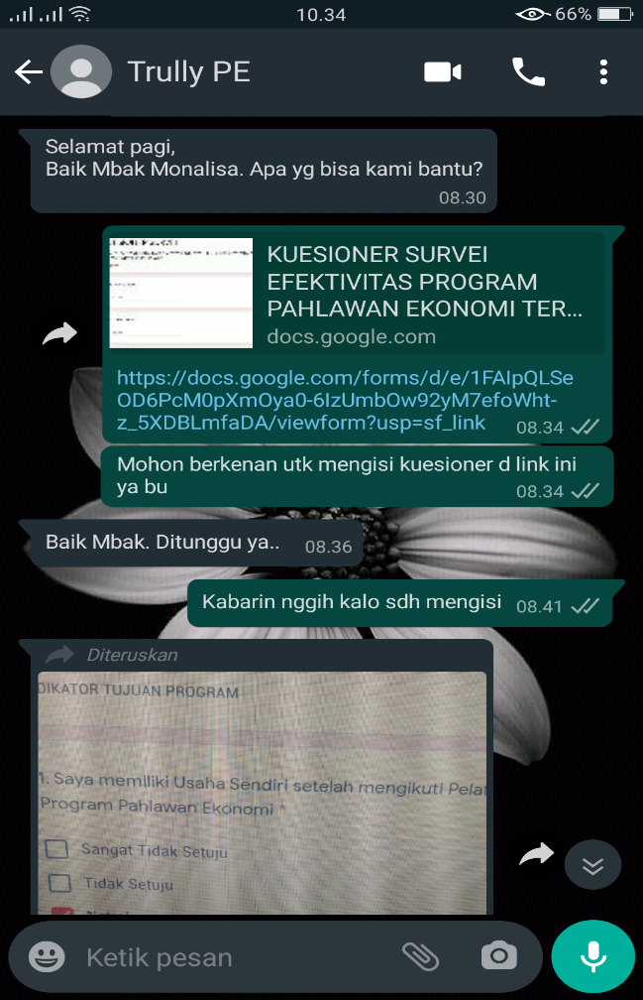 10.34
66%
Trully PE
Selamat pagi,
Baik Mbak Monalisa. Apa yg bisa kami bantu?
08.30
KUESIONER SURVEI
EFEKTIVITAS PROGRAM
PAHLAWAN EKONOMI TER...
docs.google.com
https://docs.google.com/forms/d/e/1FAIpQLSe
OD6PcM0pXmOya0-6IzUmbOw92yM7efoWht-
z_5XDBLmfaDA/viewform?usp=sf_link 08.34
Mohon berkenan utk mengisi kuesioner d link ini
ya bu 08.34
Baik Mbak. Ditunggu ya.. 08.36
Kabarin nggih kalo sdh mengisi 08.41
Diteruskan
DIKATOR TUJUAN PROGRAM
1. Saya memiliki Usaha Sendiri setelah mengikuti Pelat
Program Pahlawan Ekonomi *
Sangat Tidak Setuju
Tidak Setuju
Ketik pesan